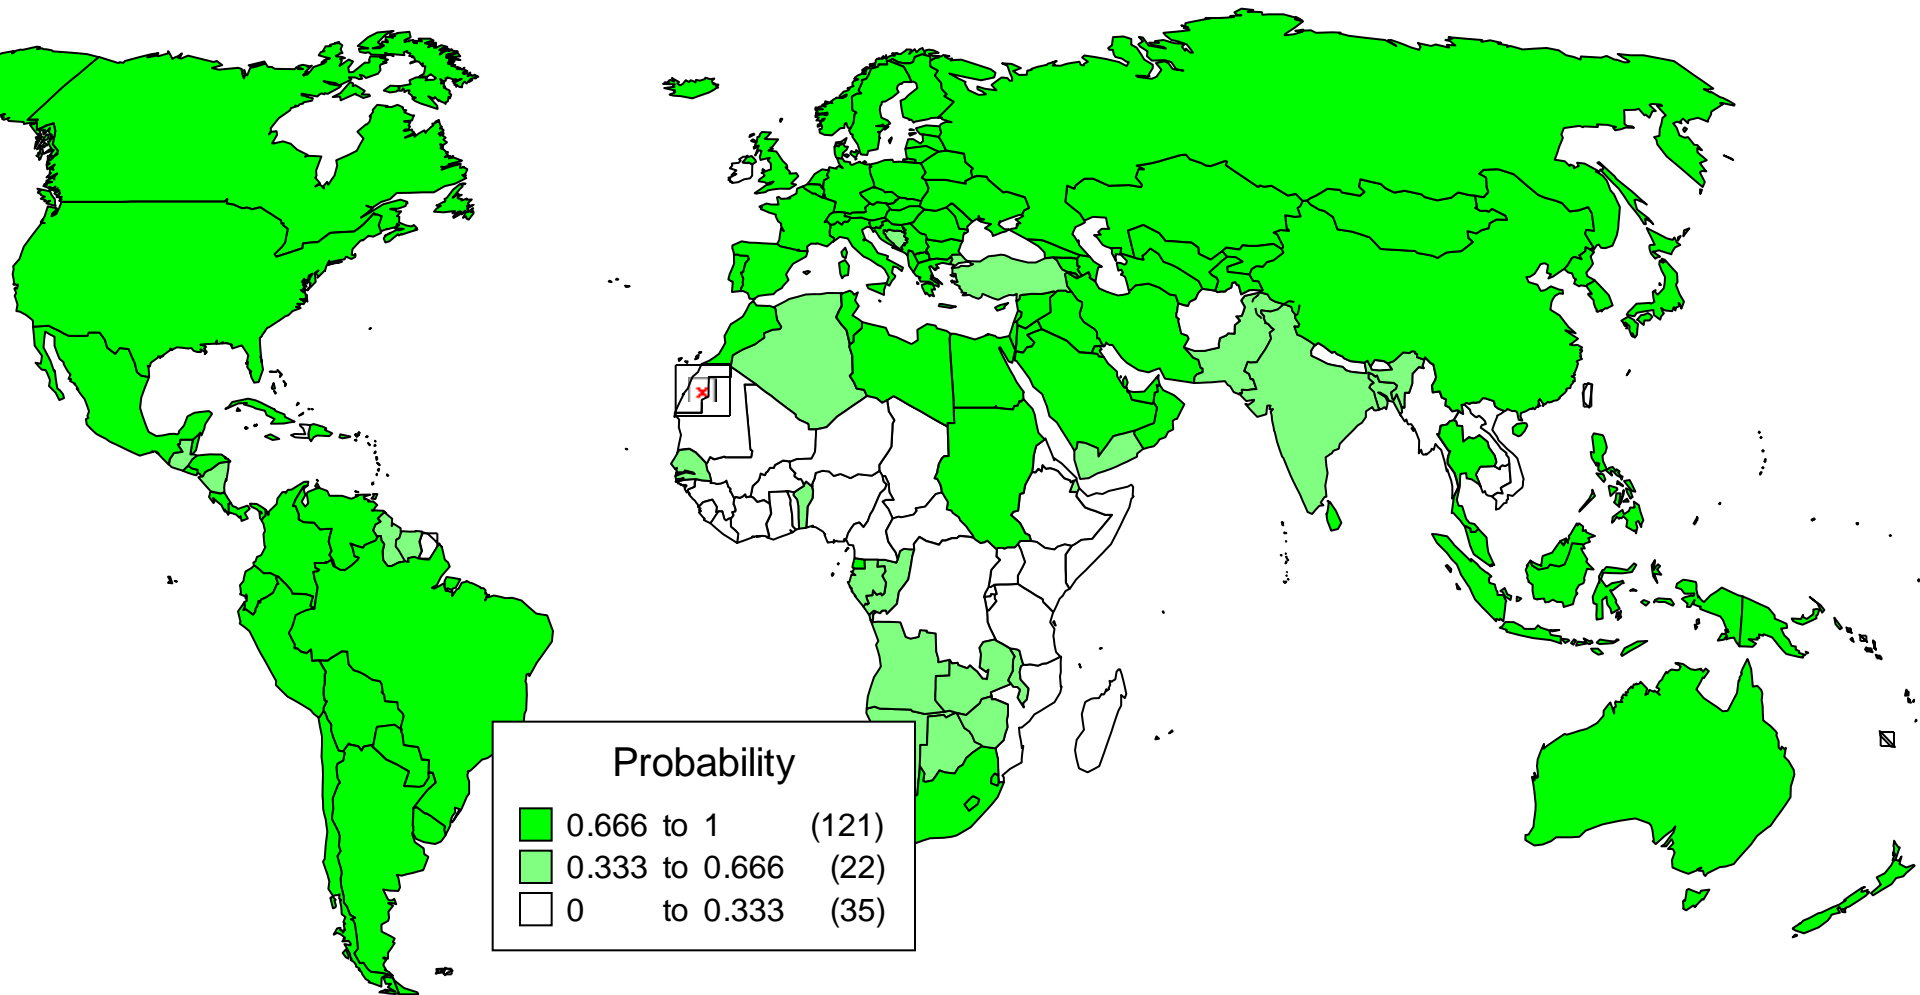 Probability
0.666 to 1 (121)
0.333 to 0.666 (22)
0 to 0.333 (35)